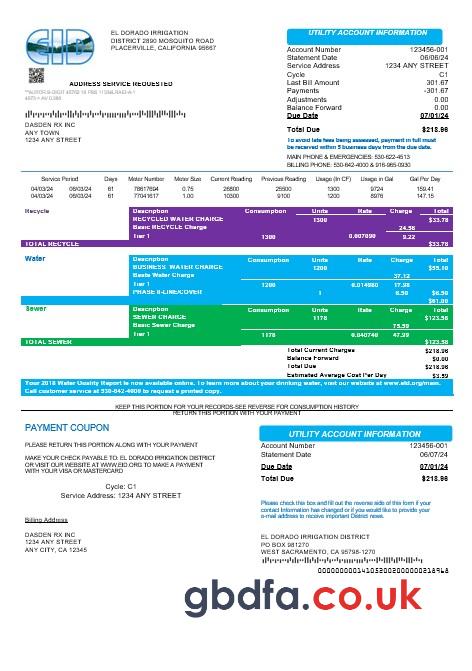 EID
EL DORADO IRRIGATION
DISTRICT 2890 MOSQUITO ROAD
PLACERVILLE, CALIFORNIA 95667
ADDRESS SERVICE REQUESTED
DASDEN RX INC
ANY TOWN
1234 ANY STREET
UTILITY ACCOUNT INFORMATION
Account Number 123456-001
Statement Date 06/06/24
Service Address 1234 ANY STREET
Cycle C1
Last Bill Amount 301.67
Payments -301.67
Adjustments 0.00
Balance Forward 0.00
Due Date 07/01/24
Total Due $218.96
To avoid late fees being assessed, payment in full must
be received within 5 business days from the due date.
MAIN PHONE & EMERGENCIES: 530-622-4513
BILLING PHONE: 530-642-4000 & 916-965-0930
Service Period Days Meter Number Meter Size Current Reading Previous Reading Usage (In CF) Usage in Gal Gal Per Day
04/03/24 06/03/24 61 78617694 0.75 26800 25500 1300 9724 159.41
04/03/24 06/03/24 61 77041617 1.00 10300 9100 1200 8976 147.15
Recycle Description Consumption Units Rate Charge Total
RECYCLED WATER CHARGE 1300 $33.78
Basic RECYCLE Charge 24.56
Tier 1 1300 0.007090 9.22
TOTAL RECYCLE $33.78
Water Description Consumption Units Rate Charge Total
BUSINESS WATER CHARGE 1200 $55.10
Basic Water Charge 37.12
Tier 1 1200 0.014980 17.98
PHASE II-LINE/COVER 1 6.50 $6.50
$61.60
Sewer Description Consumption Units Rate Charge Total
SEWER CHARGE 1178 $123.58
Basic Sewer Charge 75.59
Tier 1 1178 0.040740 47.99
TOTAL SEWER $123.58
Total Current Charges $218.96
Balance Forward $0.00
Total Due $218.96
Estimated Average Cost Per Day $3.59
Your 2018 Water Quality Report is now available online. To learn more about your drinking water, visit our website at www.eid.org/main.
Call customer service at 530-642-4000 to request a printed copy.
KEEP THIS PORTION FOR YOUR RECORDS-SEE REVERSE FOR CONSUMPTION HISTORY
RETURN THIS PORTION WITH YOUR PAYMENT
PAYMENT COUPON
PLEASE RETURN THIS PORTION ALONG WITH YOUR PAYMENT
MAKE YOUR CHECK PAYABLE TO: EL DORADO IRRIGATION DISTRICT
OR VISIT OUR WEBSITE AT WWW.EID.ORG TO MAKE A PAYMENT
WITH YOUR VISA OR MASTERCARD
Cycle: C1
Service Address: 1234 ANY STREET
Billing Address
DASDEN RX INC
1234 ANY STREET
ANY CITY, CA 12345
UTILITY ACCOUNT INFORMATION
Account Number 123456-001
Statement Date 06/07/24
Due Date 07/01/24
Total Due $218.96
Please check this box and fill out the reverse side of this form if your
contact information has changed or if you would like to provide your
e-mail address to receive important District news.
EL DORADO IRRIGATION DISTRICT
PO BOX 981270
WEST SACRAMENTO, CA 95798-1270
gbdfa.co.uk